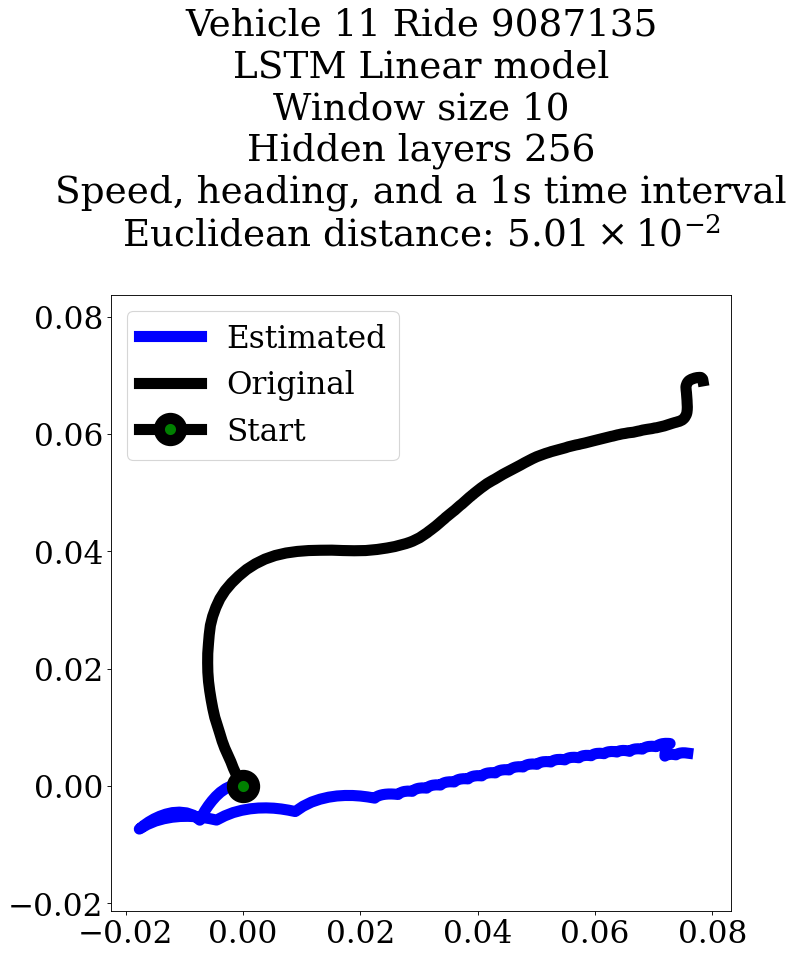 Vehicle 11 Ride 9087135
LSTM Linear model
Window size 10
Hidden layers 256
Speed, heading, and a 1s time interval
Euclidean distance: 5.01 × 10⁻²
Estimated
Original
Start
0.08
0.06
0.04
0.02
0.00
−0.02
−0.02 0.00 0.02 0.04 0.06 0.08